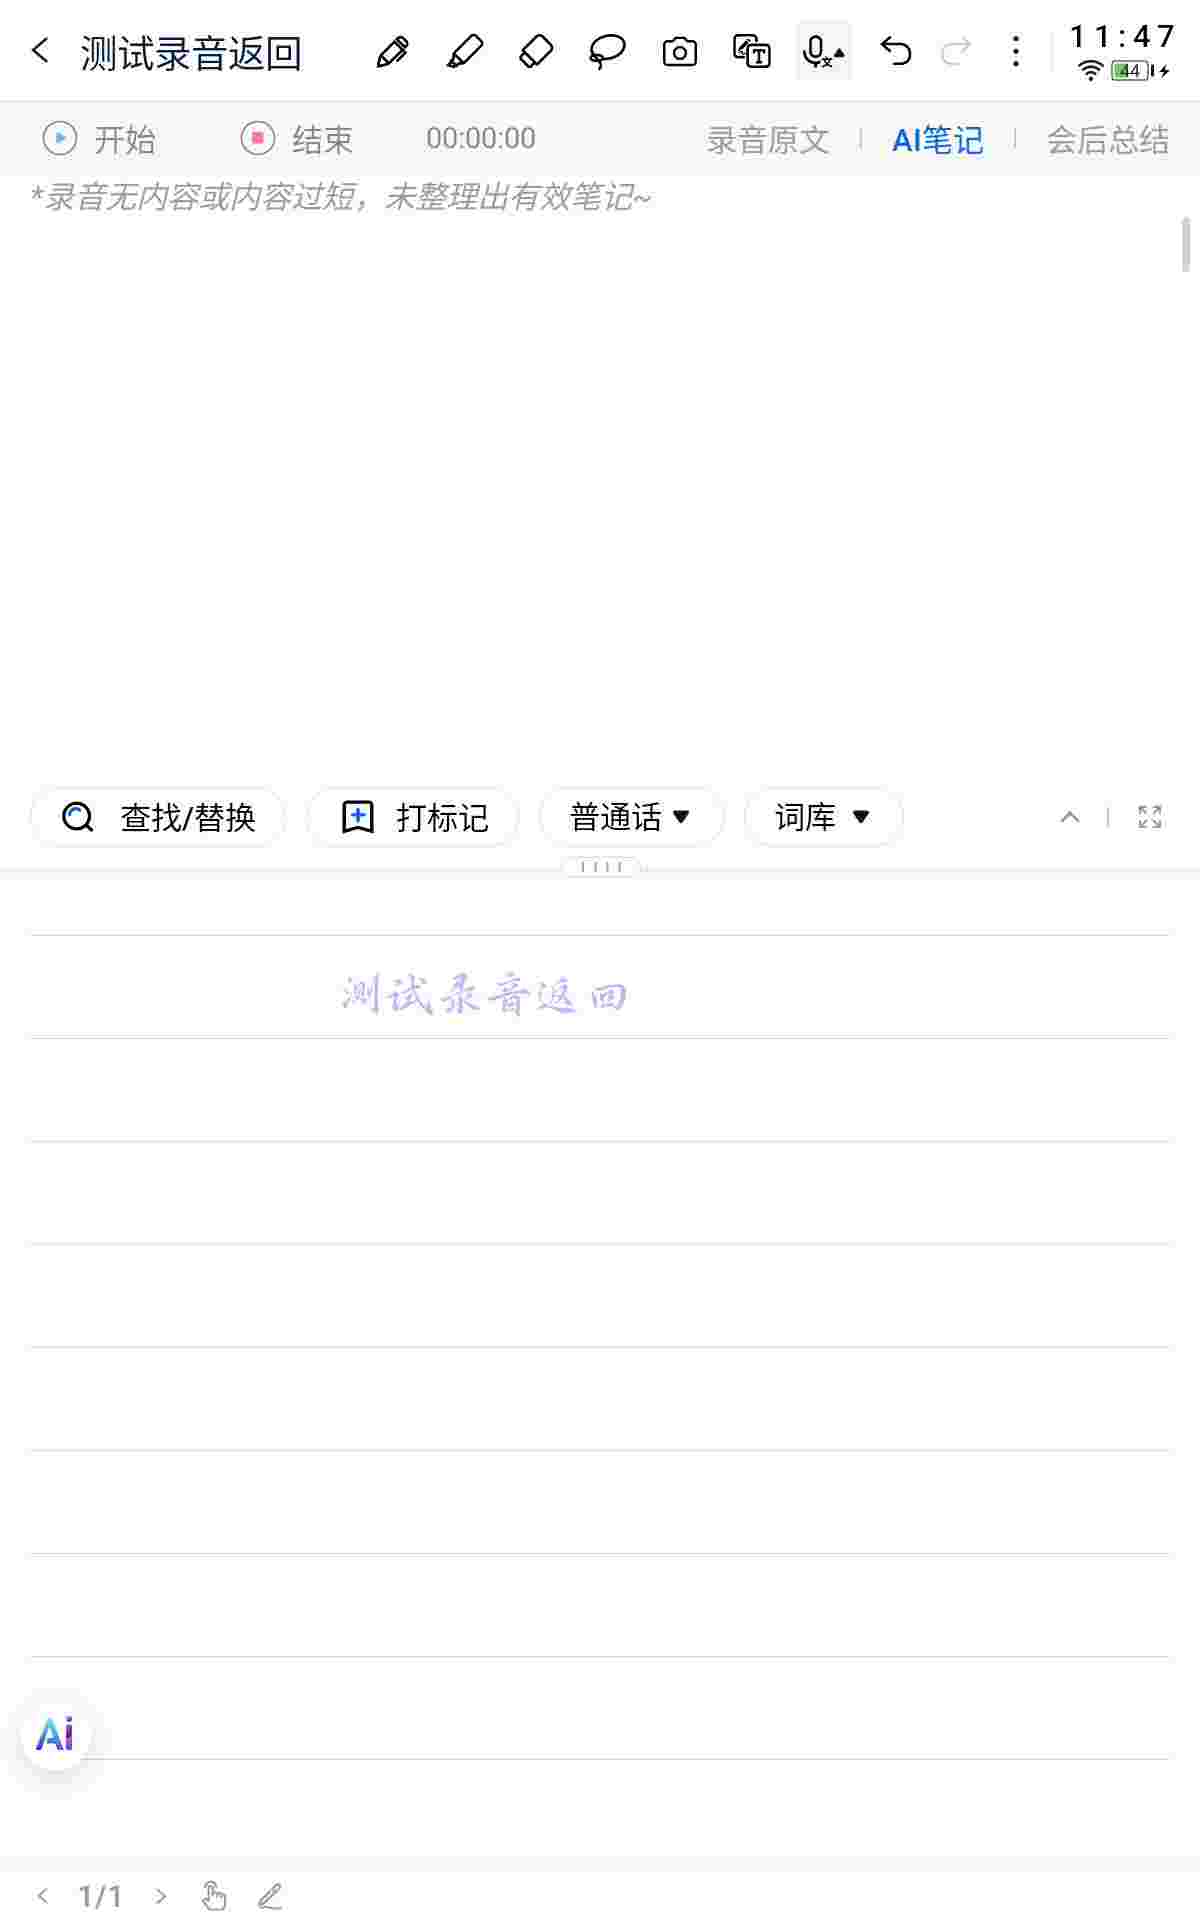 测试录音返回
11:47
44
开始 结束 00:00:00 录音原文 AI笔记 会后总结
*录音无内容或内容过短，未整理出有效笔记~
查找/替换 打标记 普通话 词库
测试录音返回
Ai
1/1